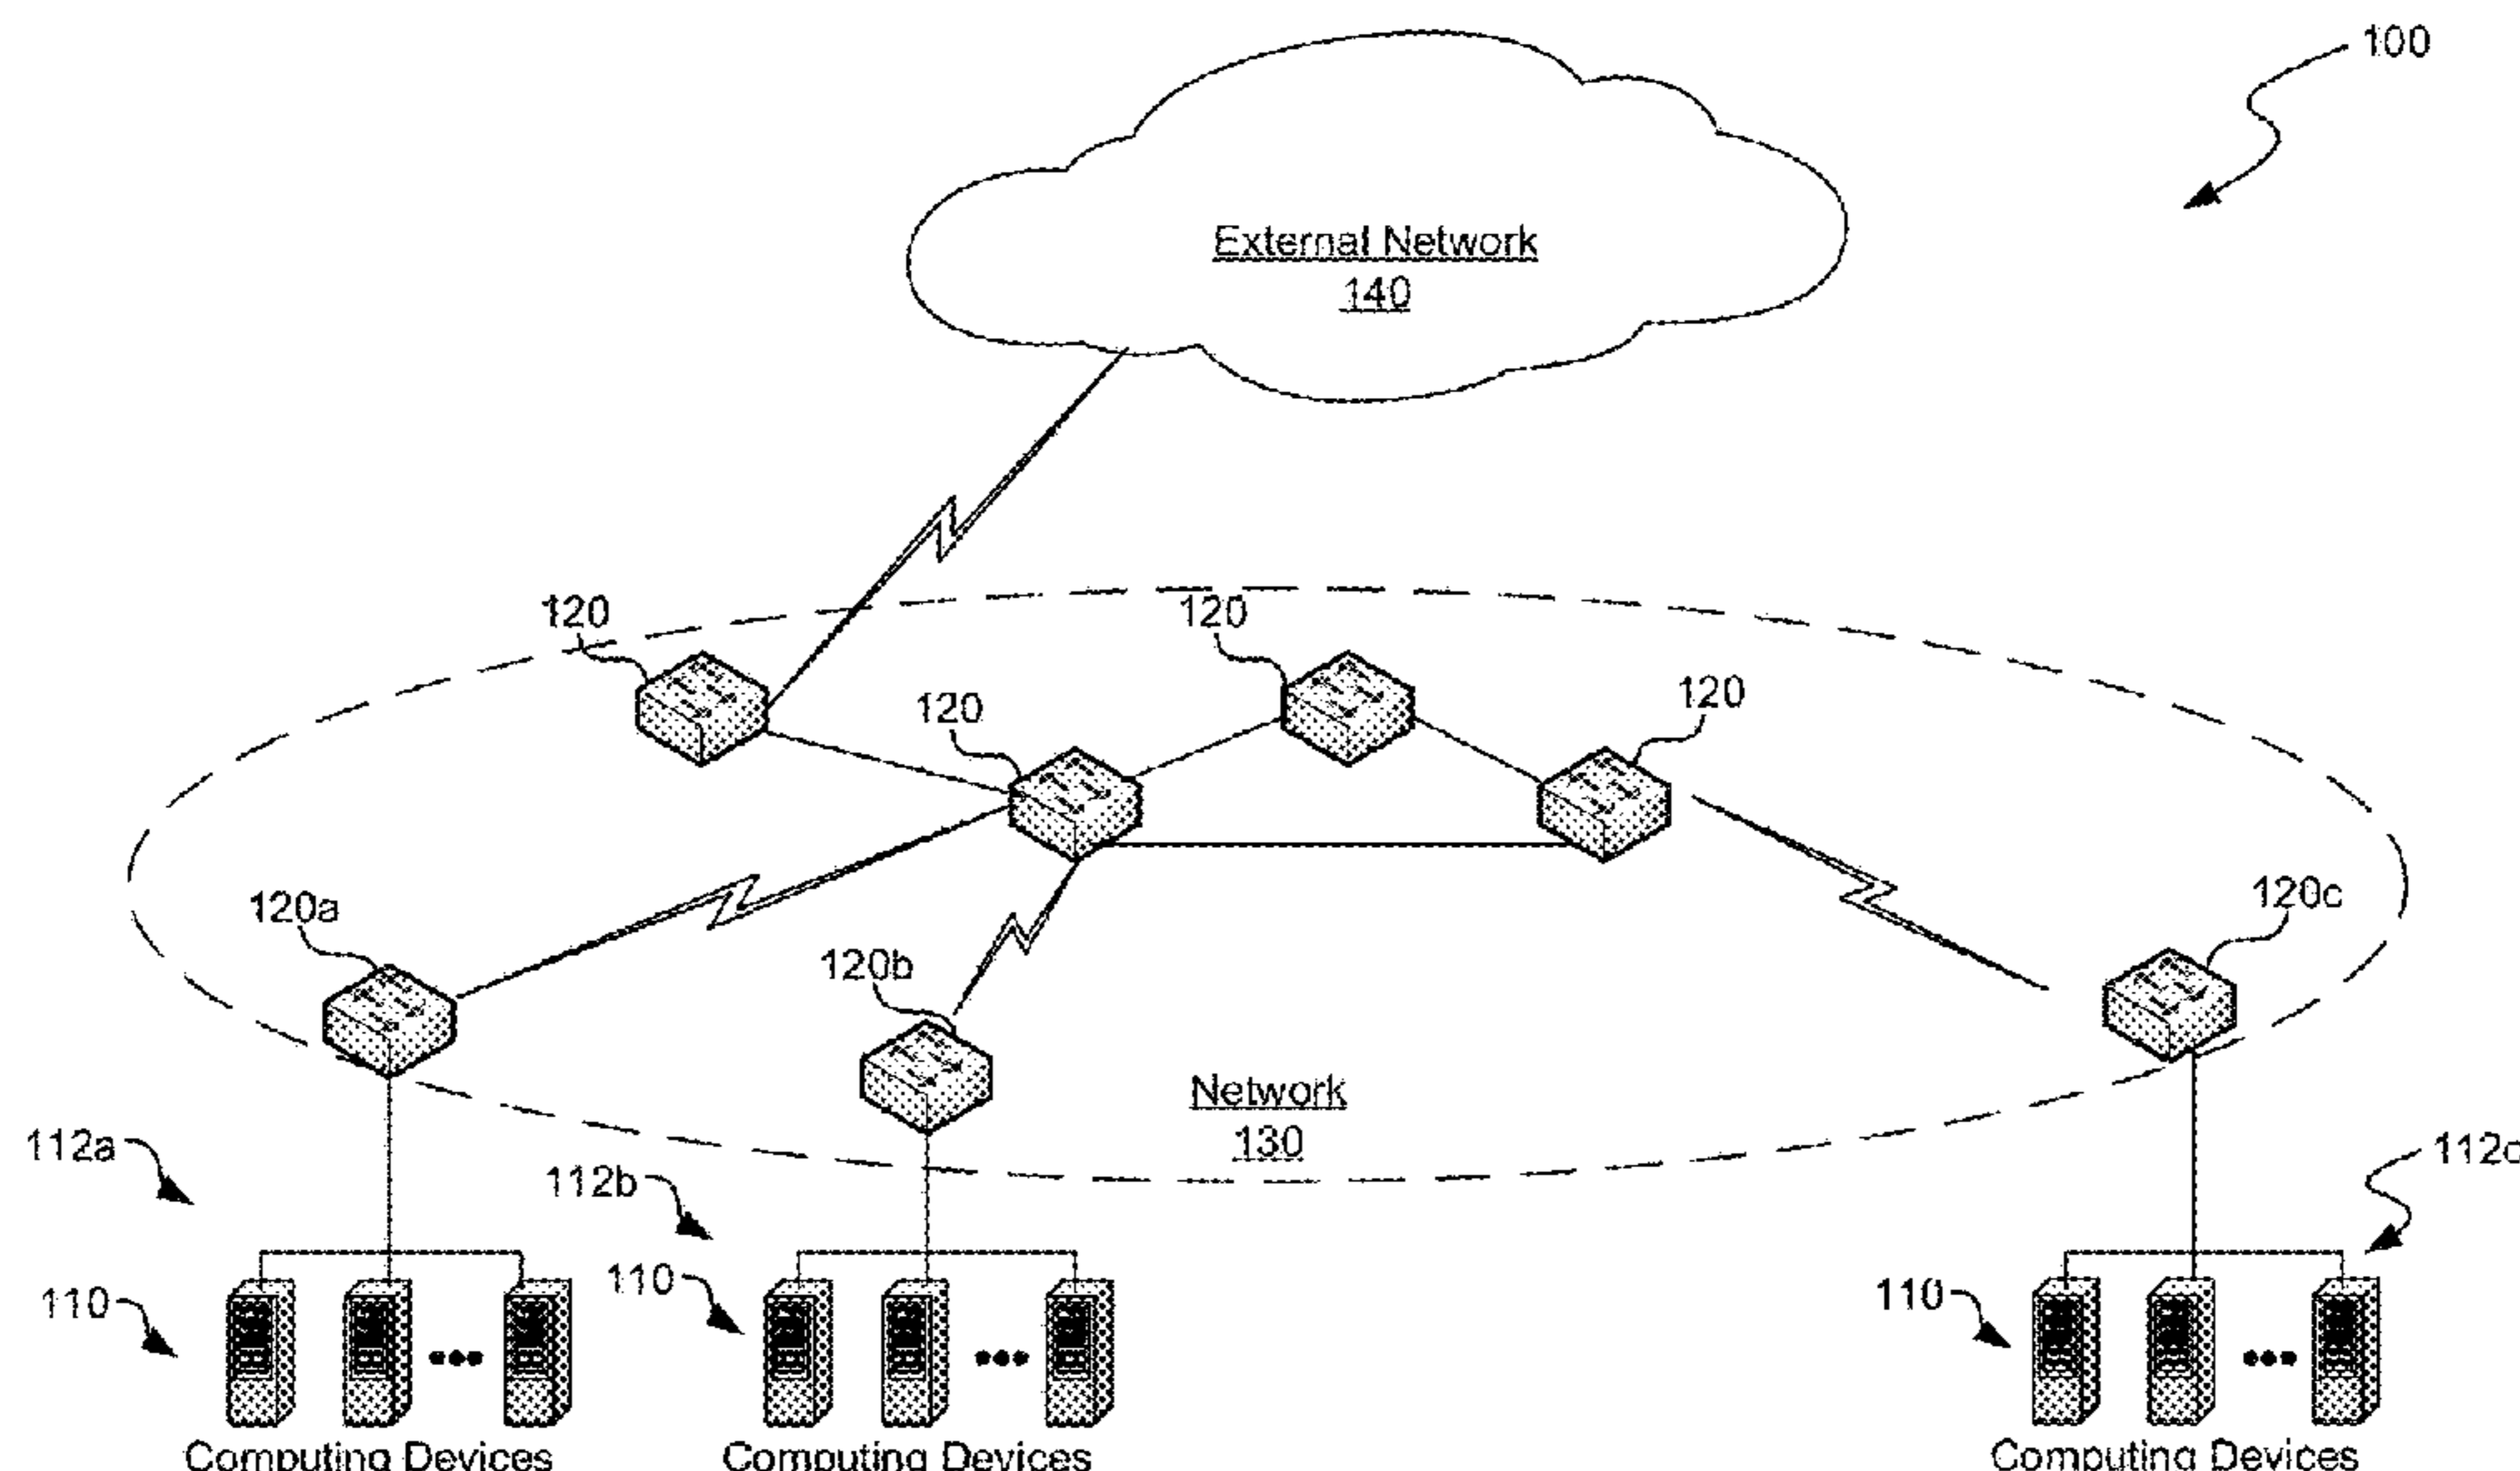 100
External Network
140
120
120
120
120
120a
120c
120b
Network
130
112a
112b
110
110
110
Computing Devices
Computing Devices
Computing Devices